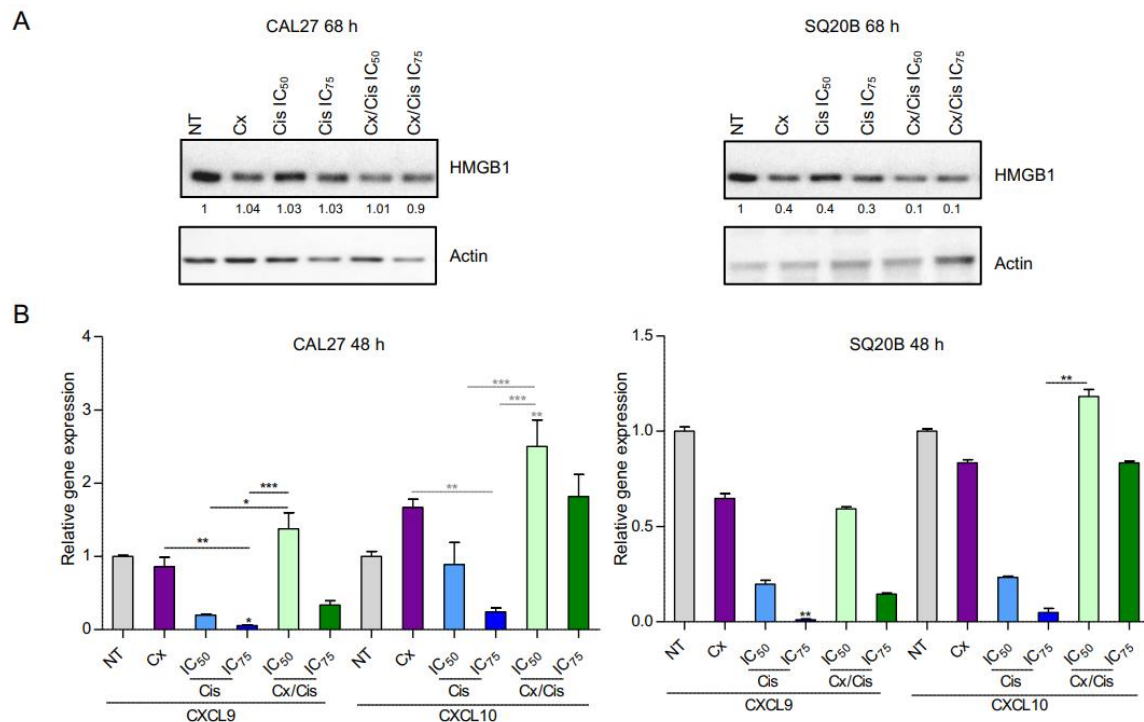 A
CAL27 68 h
NT
Cx
Cis IC50
Cis IC75
Cx/Cis IC50
Cx/Cis IC75
HMGB1
1 1.04 1.03 1.03 1.01 0.9
Actin
SQ20B 68 h
NT
Cx
Cis IC50
Cis IC75
Cx/Cis IC50
Cx/Cis IC75
HMGB1
1 0.4 0.4 0.3 0.1 0.1
Actin
B
CAL27 48 h
Relative gene expression
4
3
2
1
0
**
*
***
*
**
***
***
**
NT Cx IC50 IC75 IC50 IC75 NT Cx IC50 IC75 IC50 IC75
Cis Cx/Cis Cis Cx/Cis
CXCL9 CXCL10
SQ20B 48 h
Relative gene expression
1.5
1.0
0.5
0.0
**
**
NT Cx IC50 IC75 IC50 IC75 NT Cx IC50 IC75 IC50 IC75
Cis Cx/Cis Cis Cx/Cis
CXCL9 CXCL10